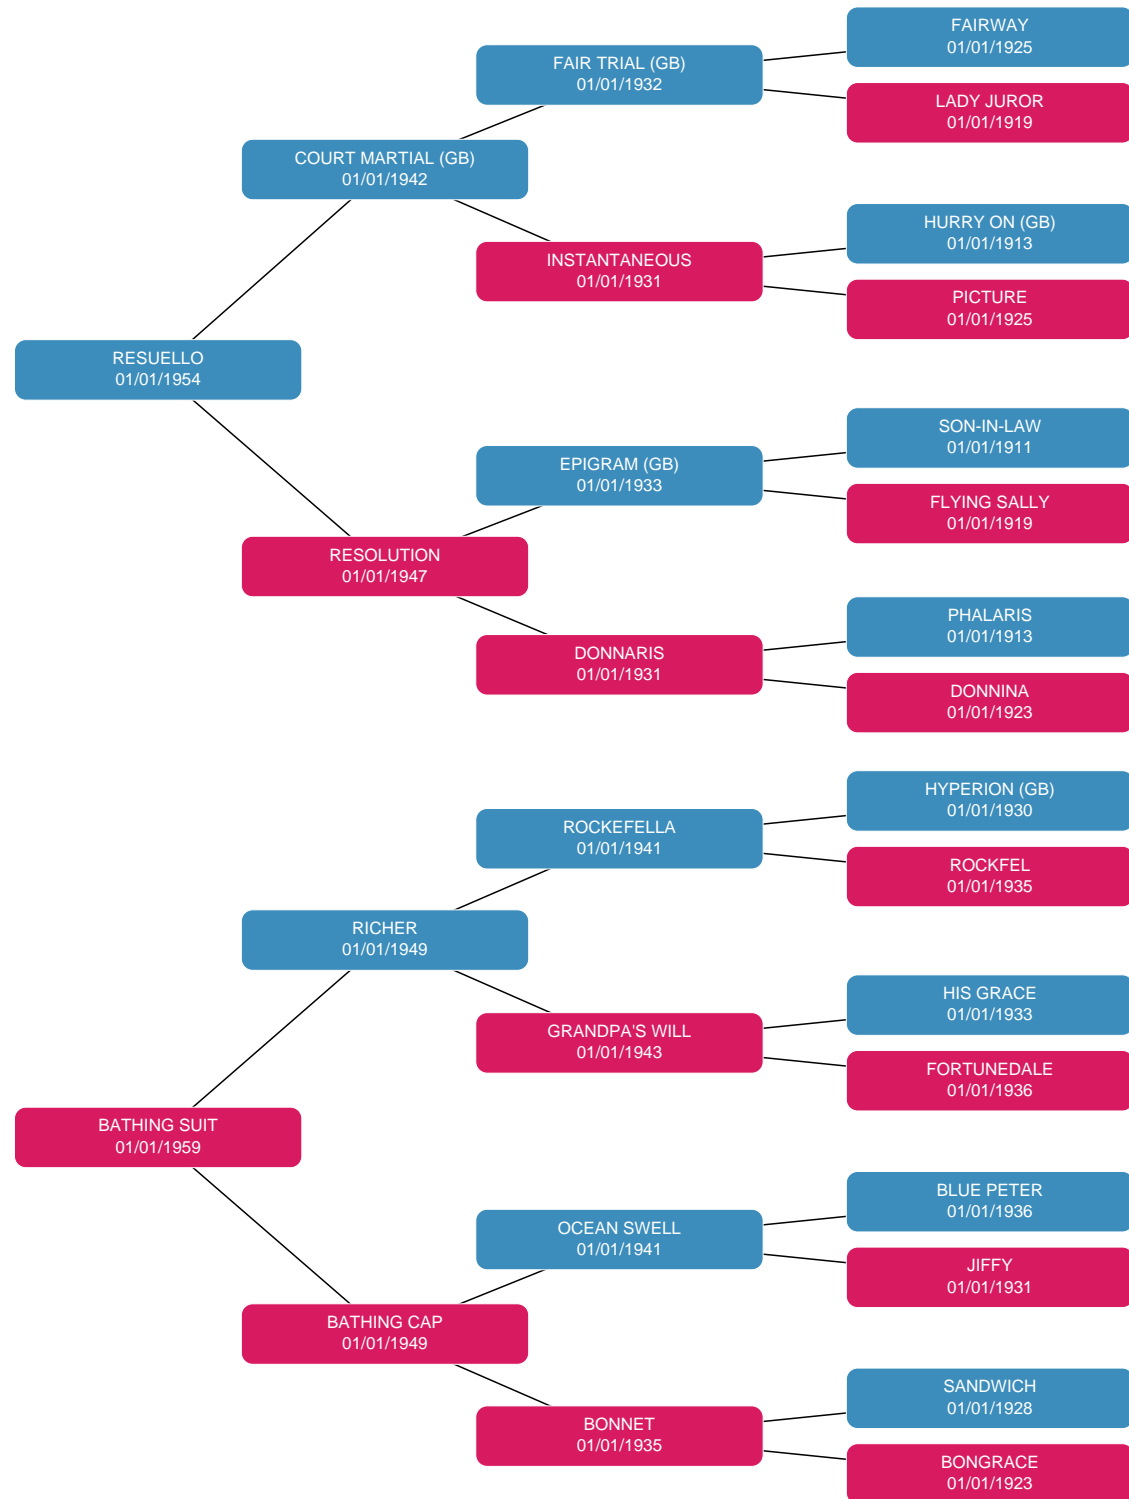 FAIRWAY
01/01/1925
FAIR TRIAL (GB)
01/01/1932
LADY JUROR
01/01/1919
COURT MARTIAL (GB)
01/01/1942
HURRY ON (GB)
01/01/1913
INSTANTANEOUS
01/01/1931
PICTURE
01/01/1925
RESUELLO
01/01/1954
SON-IN-LAW
01/01/1911
EPIGRAM (GB)
01/01/1933
FLYING SALLY
01/01/1919
RESOLUTION
01/01/1947
PHALARIS
01/01/1913
DONNARIS
01/01/1931
DONNINA
01/01/1923
HYPERION (GB)
01/01/1930
ROCKEFELLA
01/01/1941
ROCKFEL
01/01/1935
RICHER
01/01/1949
HIS GRACE
01/01/1933
GRANDPA'S WILL
01/01/1943
FORTUNEDALE
01/01/1936
BATHING SUIT
01/01/1959
BLUE PETER
01/01/1936
OCEAN SWELL
01/01/1941
JIFFY
01/01/1931
BATHING CAP
01/01/1949
SANDWICH
01/01/1928
BONNET
01/01/1935
BONGRACE
01/01/1923